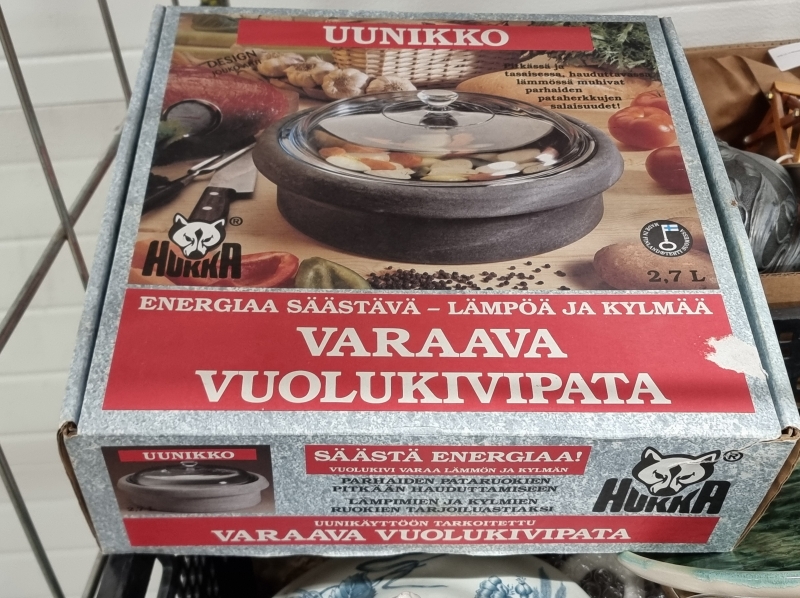 UUNIKKO
DESIGN
Pitkässä ja
tasaisessa, hauduttavassa
lämmössä muhivat
parhaiden
pataherkkujen
salaisuudet!
HUKKA®
2,7 L
ENERGIAA SÄÄSTÄVÄ – LÄMPÖÄ JA KYLMÄÄ
VARAAVA
VUOLUKIVIPATA
UUNIKKO
SÄÄSTÄ ENERGIAA!
VUOLUKIVI VARAA LÄMMÖN JA KYLMÄN
PARHAIDEN PATARUOKIEN
PITKÄÄN HAUDUTTAMISEEN
LÄMPIMIEN JA KYLMIEN
RUOKIEN TARJOILUASTIAKSI
HUKKA®
UUNIKÄYTTÖÖN TARKOITETTU
VARAAVA VUOLUKIVIPATA